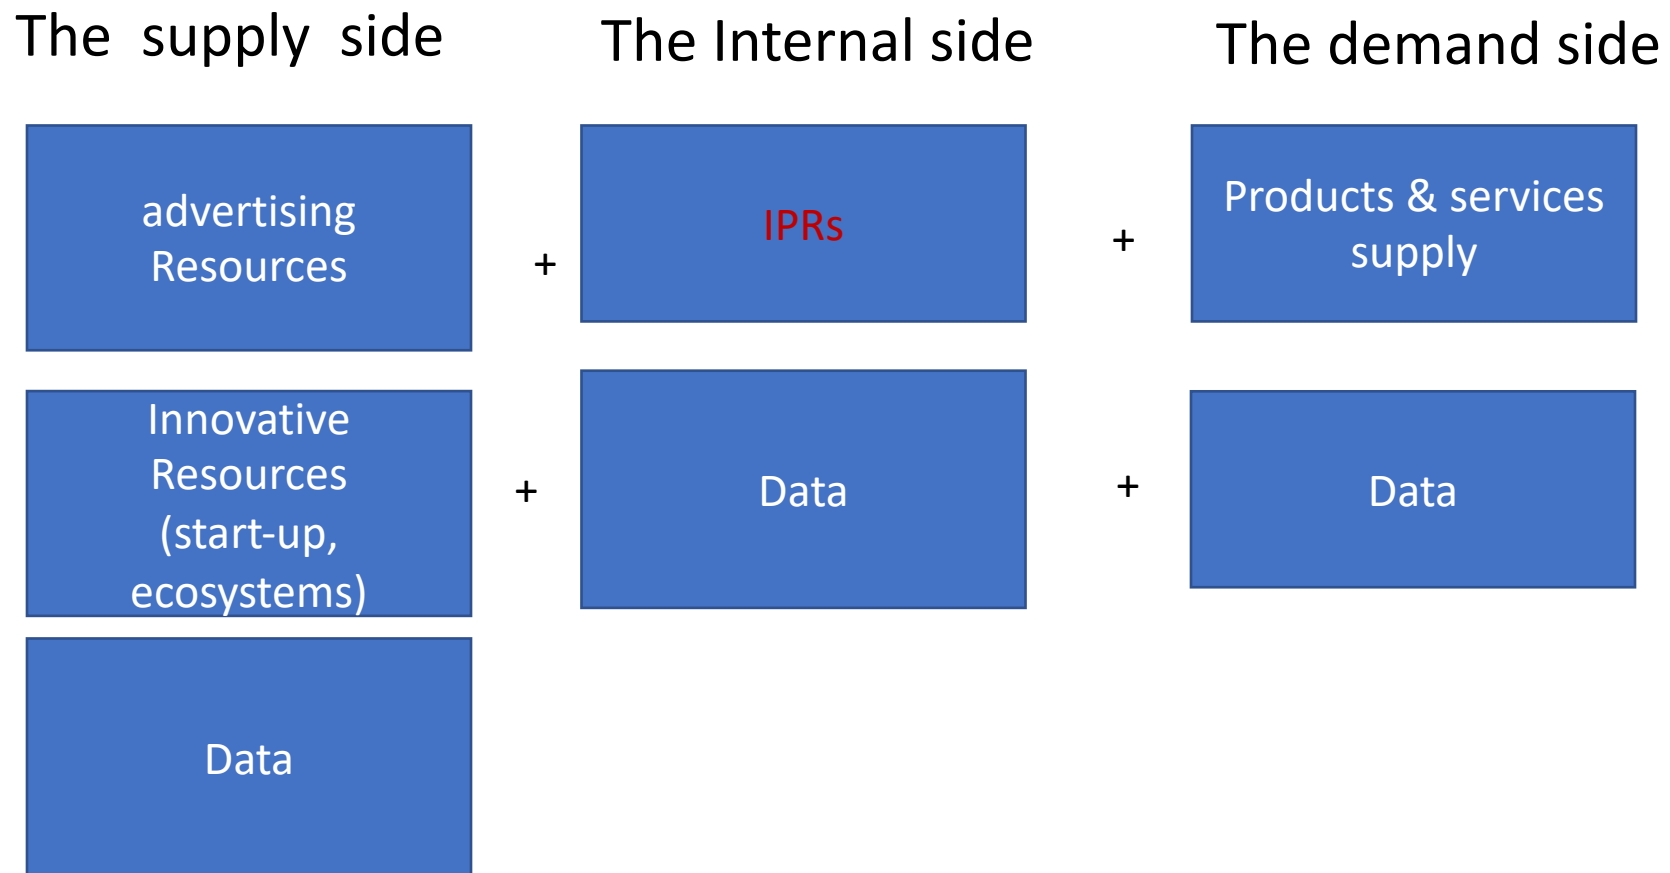 The supply side
The Internal side
The demand side
advertising
Resources
+
IPRs
+
Products & services
supply
Innovative
Resources
(start-up,
ecosystems)
+
Data
+
Data
Data